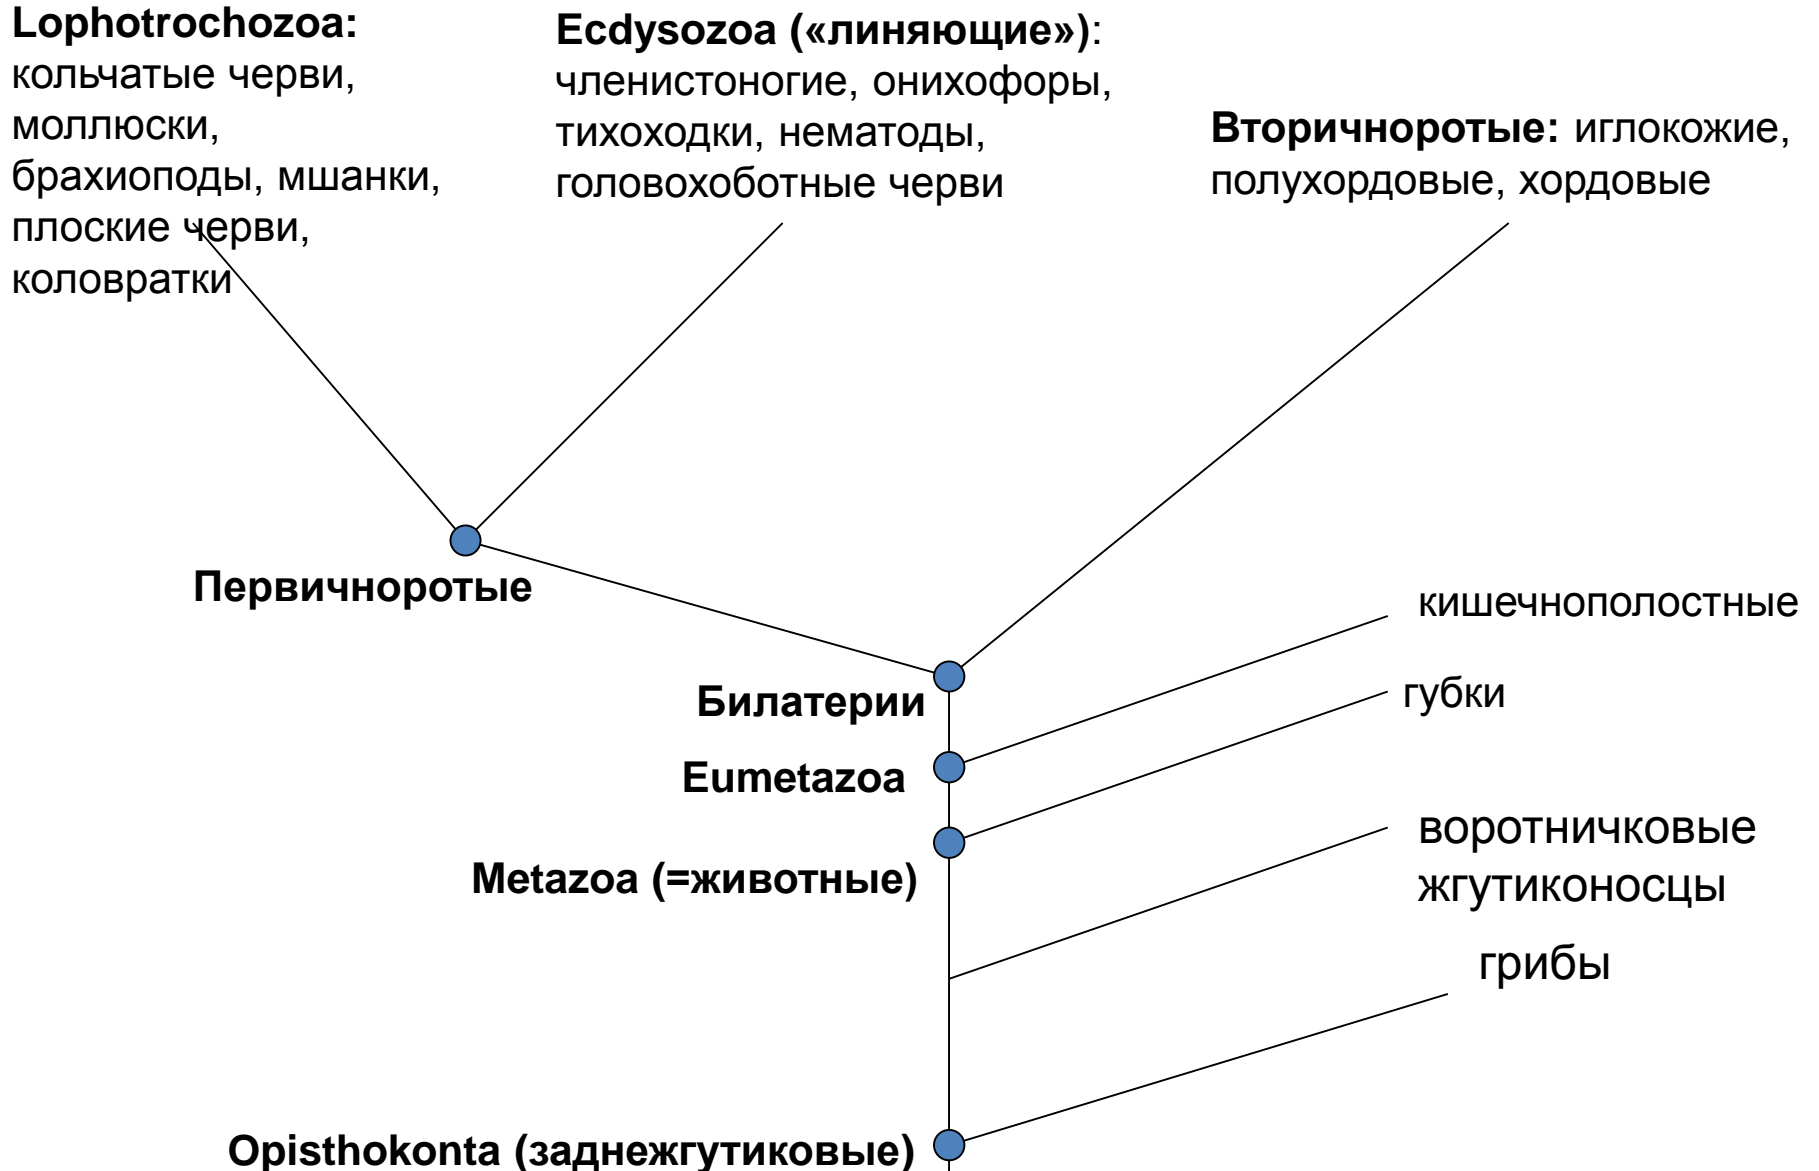 Lophotrochozoa:
кольчатые черви,
моллюски,
брахиоподы, мшанки,
плоские черви,
коловратки
Ecdysozoa («линяющие»):
членистоногие, онихофоры,
тихоходки, нематоды,
головохоботные черви
Вторичноротые: иглокожие,
полухордовые, хордовые
Первичноротые
кишечнополостные
Билатерии
губки
Eumetazoa
воротничковые
жгутиконосцы
Metazoa (=животные)
грибы
Opisthokonta (заднежгутиковые)